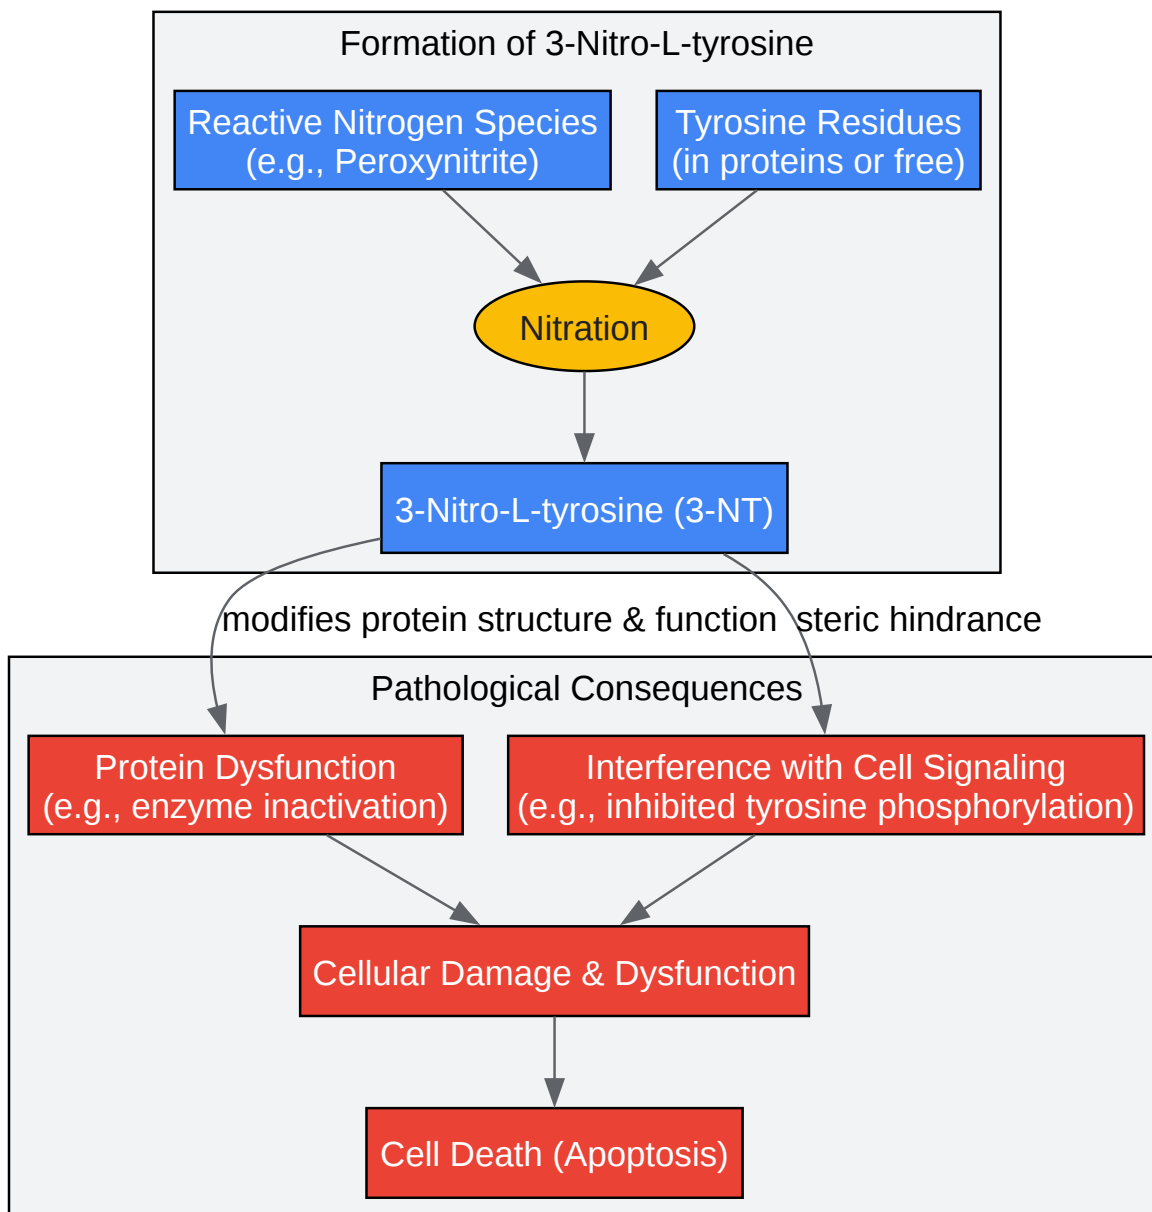 Formation of 3-Nitro-L-tyrosine
Reactive Nitrogen Species
(e.g., Peroxynitrite)
Tyrosine Residues
(in proteins or free)
Nitration
3-Nitro-L-tyrosine (3-NT)
modifies protein structure & function
steric hindrance
Pathological Consequences
Protein Dysfunction
(e.g., enzyme inactivation)
Interference with Cell Signaling
(e.g., inhibited tyrosine phosphorylation)
Cellular Damage & Dysfunction
Cell Death (Apoptosis)